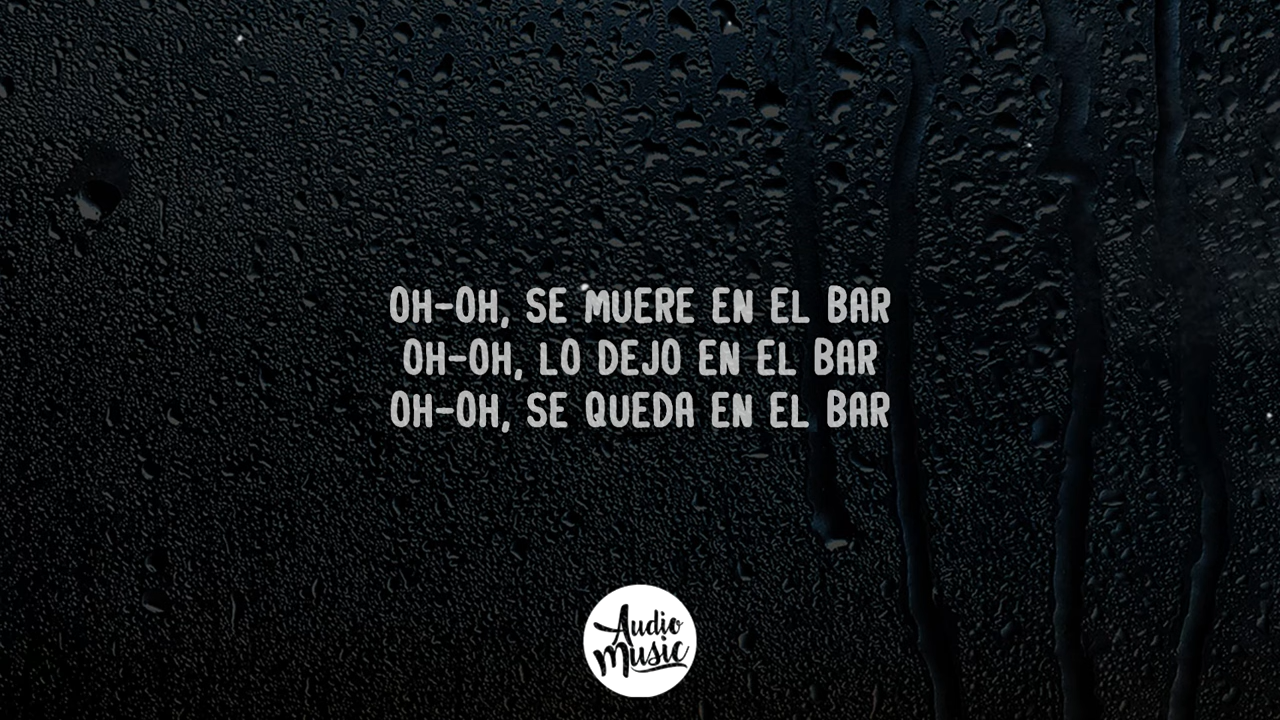 OH-OH, SE MUERE EN EL BAR
OH-OH, LO DEJO EN EL BAR
OH-OH, SE QUEDA EN EL BAR
Audio
Music